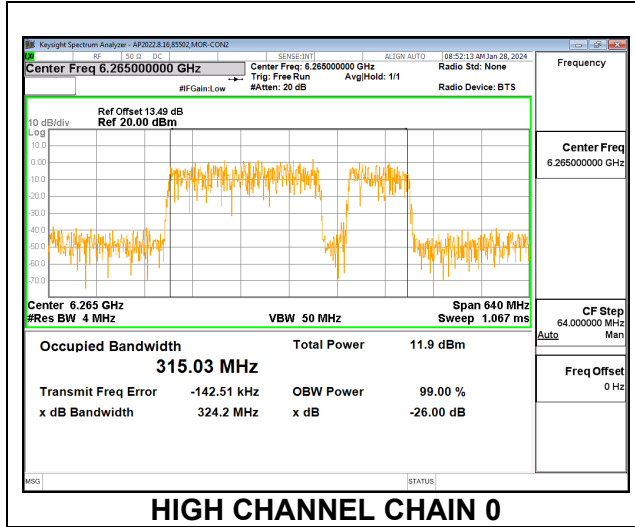 Keysight Spectrum Analyzer - AP2022.8.16,85502,MOR-CON2
RF 50 Ω DC SENSE:INT ALIGN AUTO 08:52:13 AM Jan 28, 2024
Center Freq 6.265000000 GHz
Center Freq: 6.265000000 GHz
Radio Std: None
Trig: Free Run Avg|Hold: 1/1
#IFGain:Low #Atten: 20 dB Radio Device: BTS
Frequency
Ref Offset 13.49 dB
10 dB/div Ref 20.00 dBm
Log
10.0
0.00
-10.0
-20.0
-30.0
-40.0
-50.0
-60.0
-70.0
Center 6.265 GHz Span 640 MHz
#Res BW 4 MHz VBW 50 MHz Sweep 1.067 ms
Center Freq
6.265000000 GHz
CF Step
64.000000 MHz
Auto Man
Freq Offset
0 Hz
Occupied Bandwidth Total Power 11.9 dBm
315.03 MHz
Transmit Freq Error -142.51 kHz OBW Power 99.00 %
x dB Bandwidth 324.2 MHz x dB -26.00 dB
MSG STATUS
HIGH CHANNEL CHAIN 0